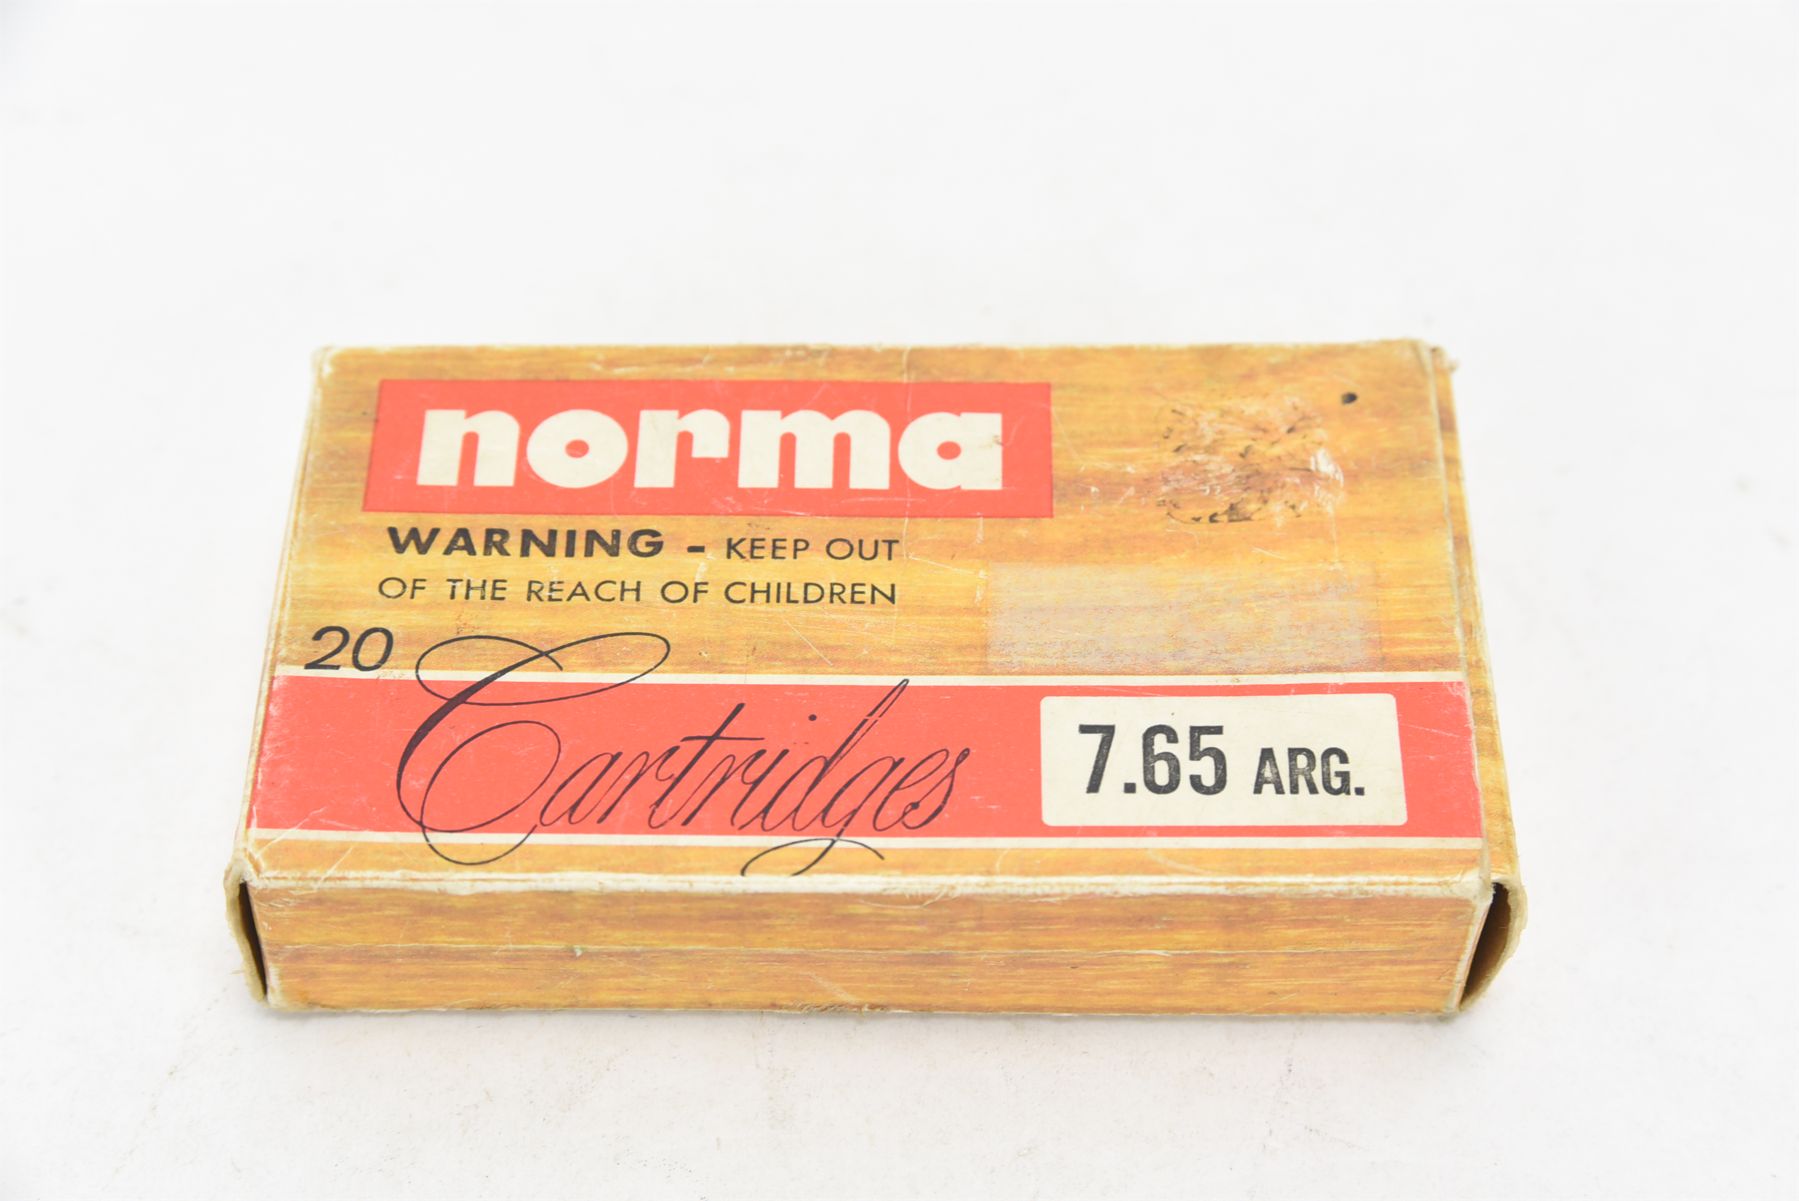 norma
WARNING - KEEP OUT
OF THE REACH OF CHILDREN
20 Cartridges
7.65 ARG.